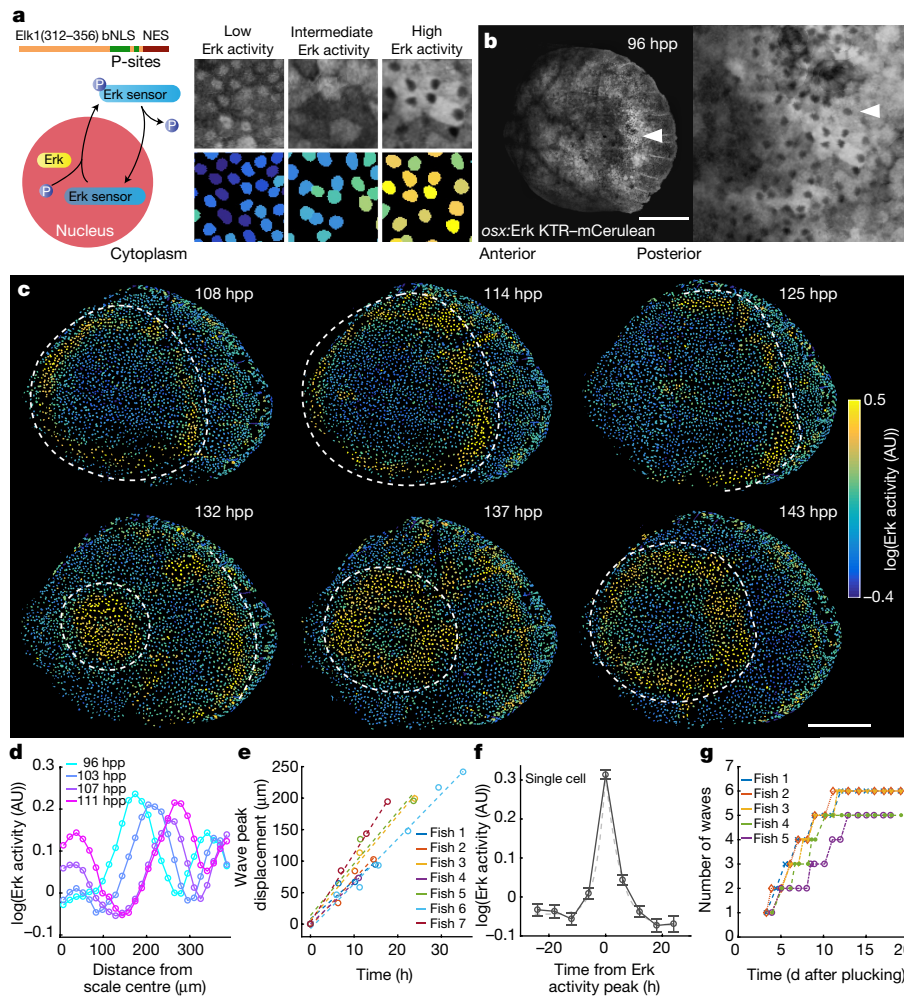 a
Elk1(312–356) bNLS NES
P-sites
P
Erk sensor
P
Erk
P
Erk sensor
Nucleus
Cytoplasm
Low
Erk activity
Intermediate
Erk activity
High
Erk activity
b
96 hpp
osx:Erk KTR–mCerulean
Anterior
Posterior
c
108 hpp
114 hpp
125 hpp
132 hpp
137 hpp
143 hpp
0.5
log(Erk activity (AU))
–0.4
d
log(Erk activity (AU))
0.3
0.2
0.1
0
–0.1
96 hpp
103 hpp
107 hpp
111 hpp
0 100 200 300
Distance from
scale centre (μm)
e
Wave peak
displacement (μm)
250
200
150
100
50
0
Fish 1
Fish 2
Fish 3
Fish 4
Fish 5
Fish 6
Fish 7
0 10 20 30
Time (h)
f
log(Erk activity (AU))
0.3
0.2
0.1
0
–0.1
Single cell
–20 0 20
Time from Erk
activity peak (h)
g
Number of waves
7
6
5
4
3
2
1
0
Fish 1
Fish 2
Fish 3
Fish 4
Fish 5
0 5 10 15 20
Time (d after plucking)